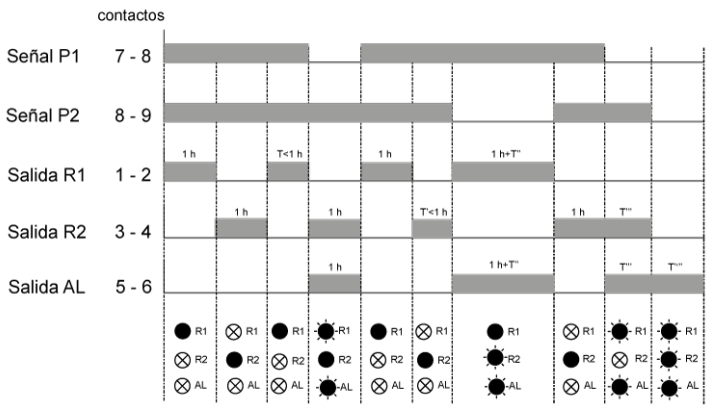 contactos
Señal P1 7 - 8
Señal P2 8 - 9
1 h T<1 h 1 h 1 h+T"
Salida R1 1 - 2
1 h 1 h T'<1 h 1 h T'''
Salida R2 3 - 4
1 h 1 h+T" T''' T''''
Salida AL 5 - 6
R1 R1 R1 R1 R1 R1 R1 R1 R1 R1
R2 R2 R2 R2 R2 R2 R2 R2 R2 R2
AL AL AL AL AL AL AL AL AL AL